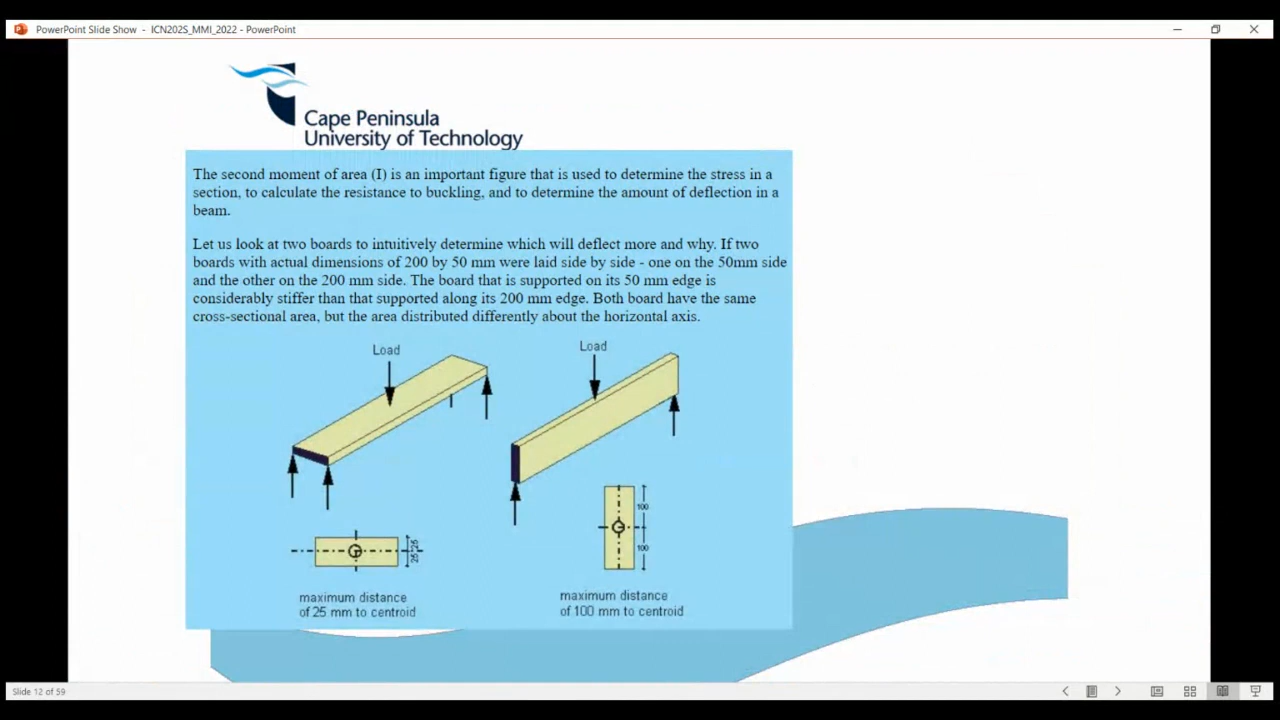 PowerPoint Slide Show - ICN202S_MMI_2022 - PowerPoint
Cape Peninsula
University of Technology
The second moment of area (I) is an important figure that is used to determine the stress in a
section, to calculate the resistance to buckling, and to determine the amount of deflection in a
beam.
Let us look at two boards to intuitively determine which will deflect more and why. If two
boards with actual dimensions of 200 by 50 mm were laid side by side - one on the 50mm side
and the other on the 200 mm side. The board that is supported on its 50 mm edge is
considerably stiffer than that supported along its 200 mm edge. Both board have the same
cross-sectional area, but the area distributed differently about the horizontal axis.
Load
Load
100
100
25
25
maximum distance
of 25 mm to centroid
maximum distance
of 100 mm to centroid
Slide 12 of 59